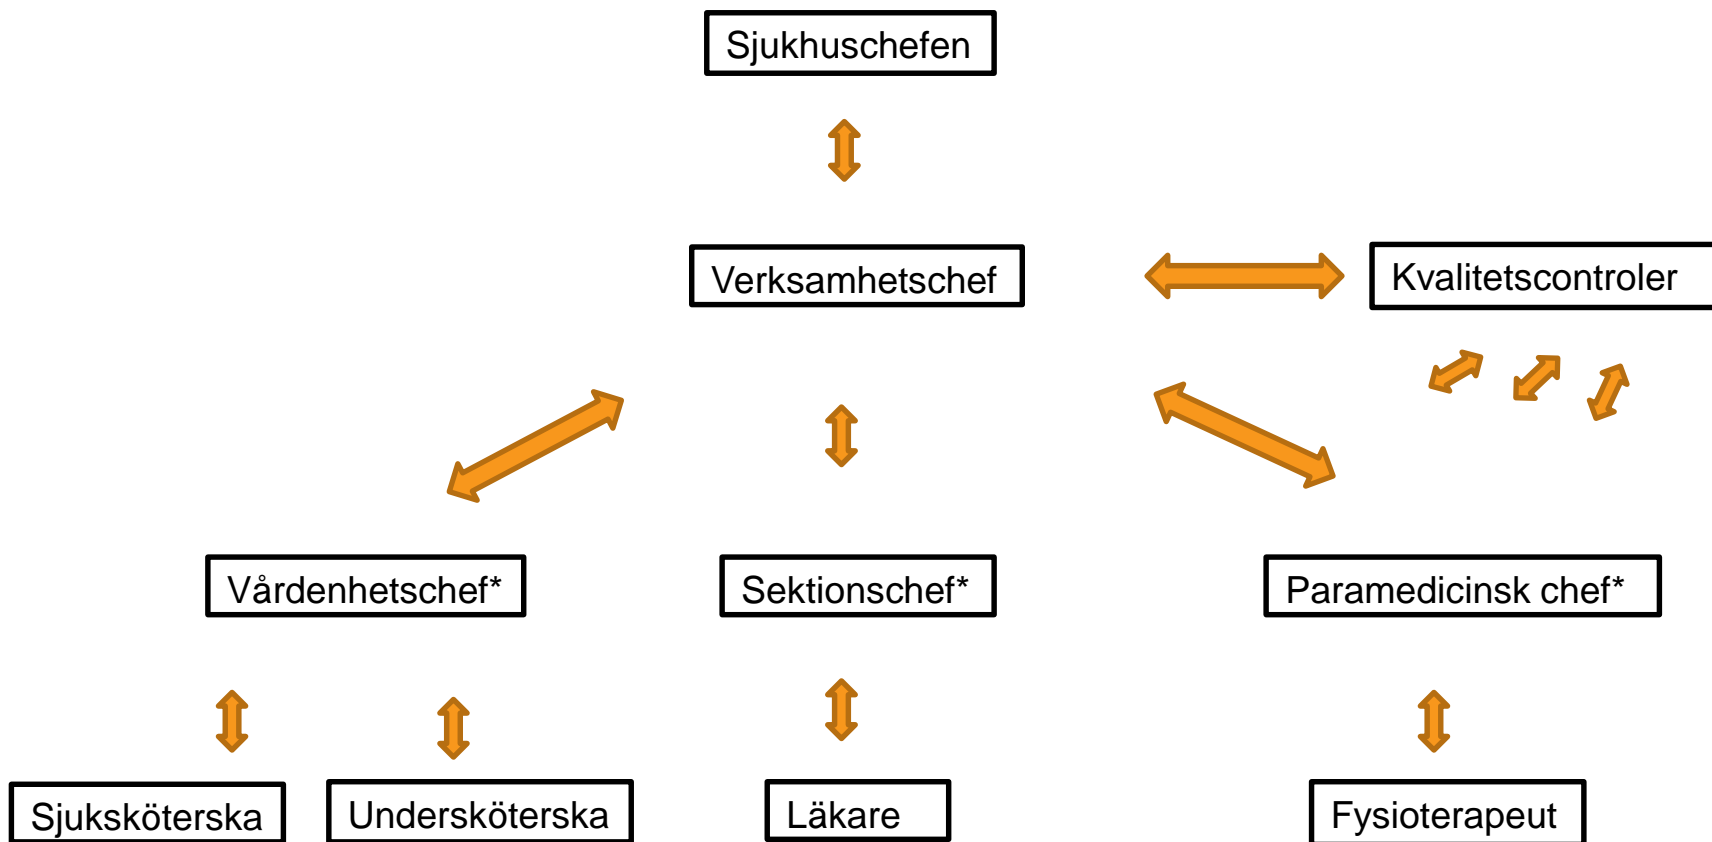 Sjukhuschefen
Verksamhetschef
Kvalitetscontroler
Vårdenhetschef*
Sektionschef*
Paramedicinsk chef*
Sjuksköterska
Undersköterska
Läkare
Fysioterapeut